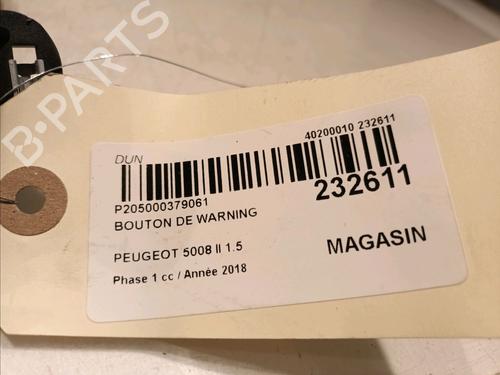 B-PARTS
DUN
40200010 232611
P205000379061
232611
BOUTON DE WARNING
PEUGEOT 5008 II 1.5
MAGASIN
Phase 1 cc / Année 2018